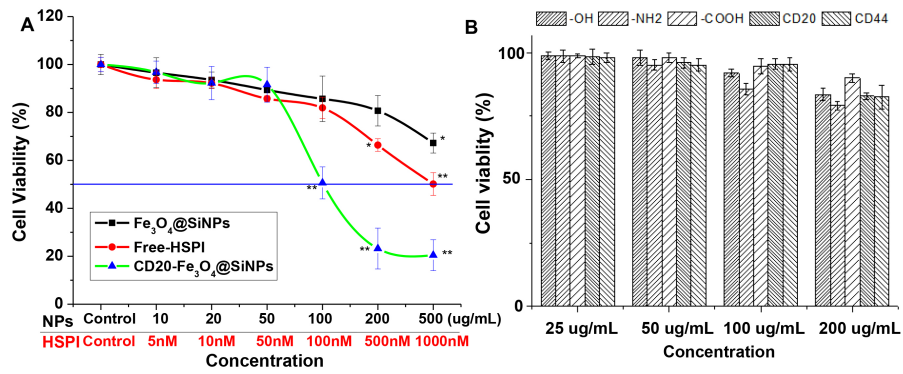 A
120
100
80
60
40
20
0
Cell Viability (%)
*
**
*
**
**
**
Fe₃O₄@SiNPs
Free-HSPI
CD20-Fe₃O₄@SiNPs
NPs Control 10 20 50 100 200 500 (ug/mL)
HSPI Control 5nM 10nM 50nM 100nM 500nM 1000nM
Concentration
B
-OH -NH2 -COOH CD20 CD44
100
50
0
Cell viablity (%)
25 ug/mL 50 ug/mL 100 ug/mL 200 ug/mL
Concentration